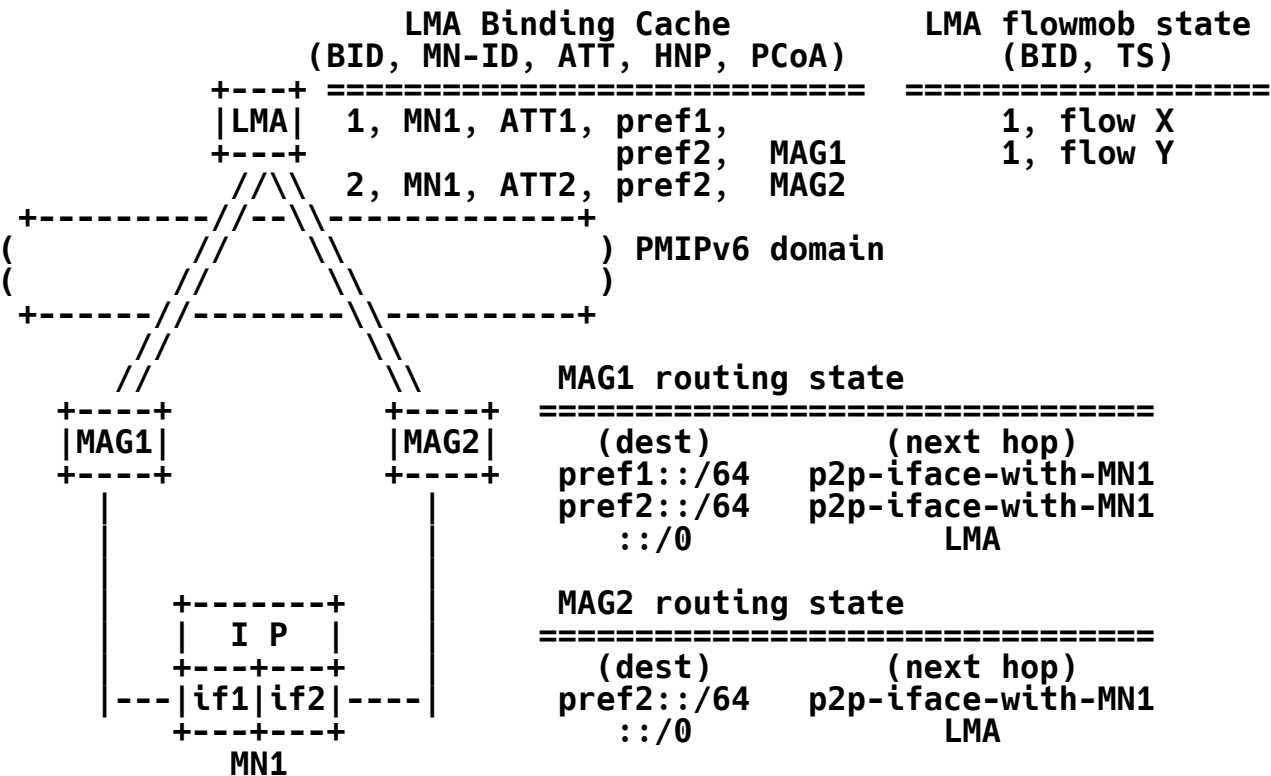 LMA Binding Cache       LMA flowmob state
(BID, MN-ID, ATT, HNP, PCoA)       (BID, TS)
+---+ ============================  ===================
|LMA|  1, MN1, ATT1, pref1,              1, flow X
+---+                pref2,  MAG1        1, flow Y
//\\   2, MN1, ATT2, pref2,  MAG2
+---------//--\\-------------+
(         //    \\             ) PMIPv6 domain
(        //      \\            )
+------//--------\\----------+
//          \\
//            \\       MAG1 routing state
+----+           +----+  ================================
|MAG1|           |MAG2|     (dest)         (next hop)
+----+           +----+   pref1::/64   p2p-iface-with-MN1
|                |      pref2::/64   p2p-iface-with-MN1
|                |         ::/0             LMA
|                |
|   +-------+    |      MAG2 routing state
|   |  I P  |    |     ================================
|   +---+---+    |        (dest)         (next hop)
|---|if1|if2|----|      pref2::/64   p2p-iface-with-MN1
+---+---+                ::/0             LMA
MN1